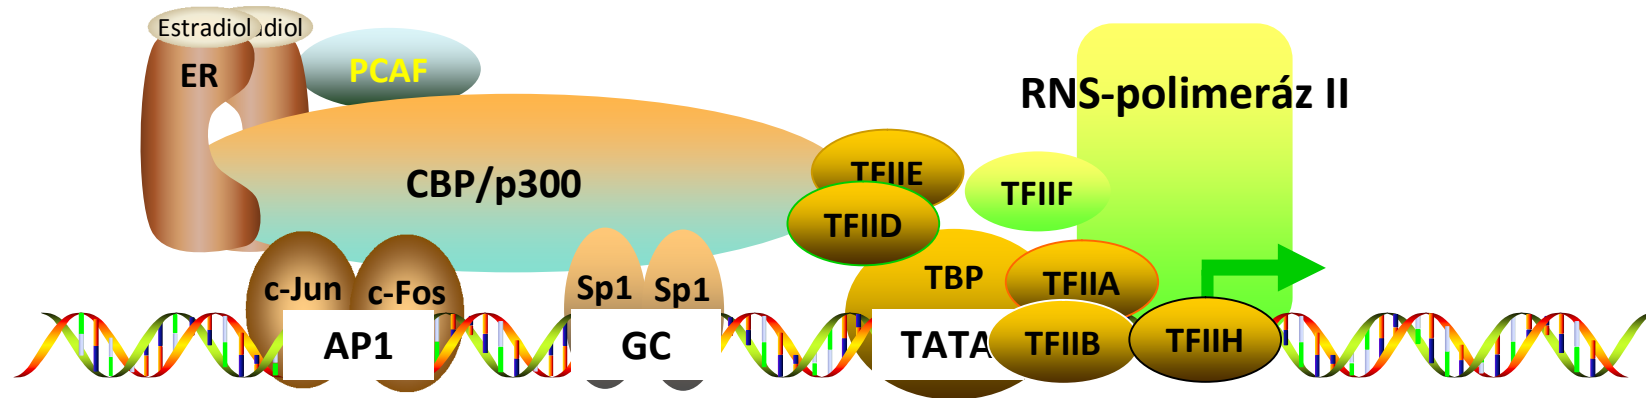 Estradiol
diol
ER
PCAF
CBP/p300
RNS-polimeráz II
TFIIE
TFIID
TFIIF
TBP
TFIIA
c-Jun
c-Fos
Sp1
Sp1
AP1
GC
TATA
TFIIB
TFIIH